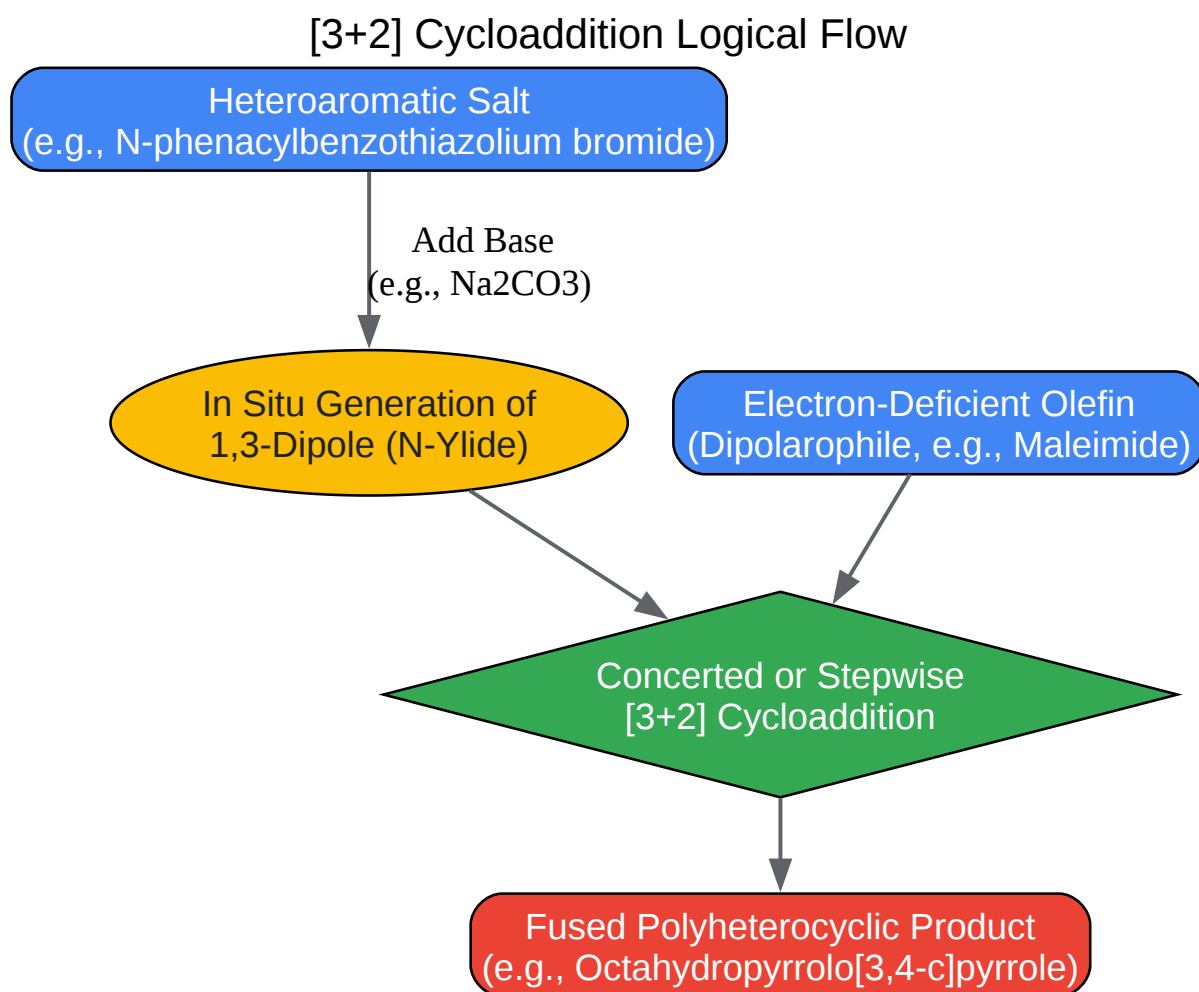 [3+2] Cycloaddition Logical Flow
Heteroaromatic Salt
(e.g., N-phenacylbenzothiazolium bromide)
Add Base
(e.g., Na2CO3)
In Situ Generation of
1,3-Dipole (N-Ylide)
Electron-Deficient Olefin
(Dipolarophile, e.g., Maleimide)
Concerted or Stepwise
[3+2] Cycloaddition
Fused Polyheterocyclic Product
(e.g., Octahydropyrrolo[3,4-c]pyrrole)